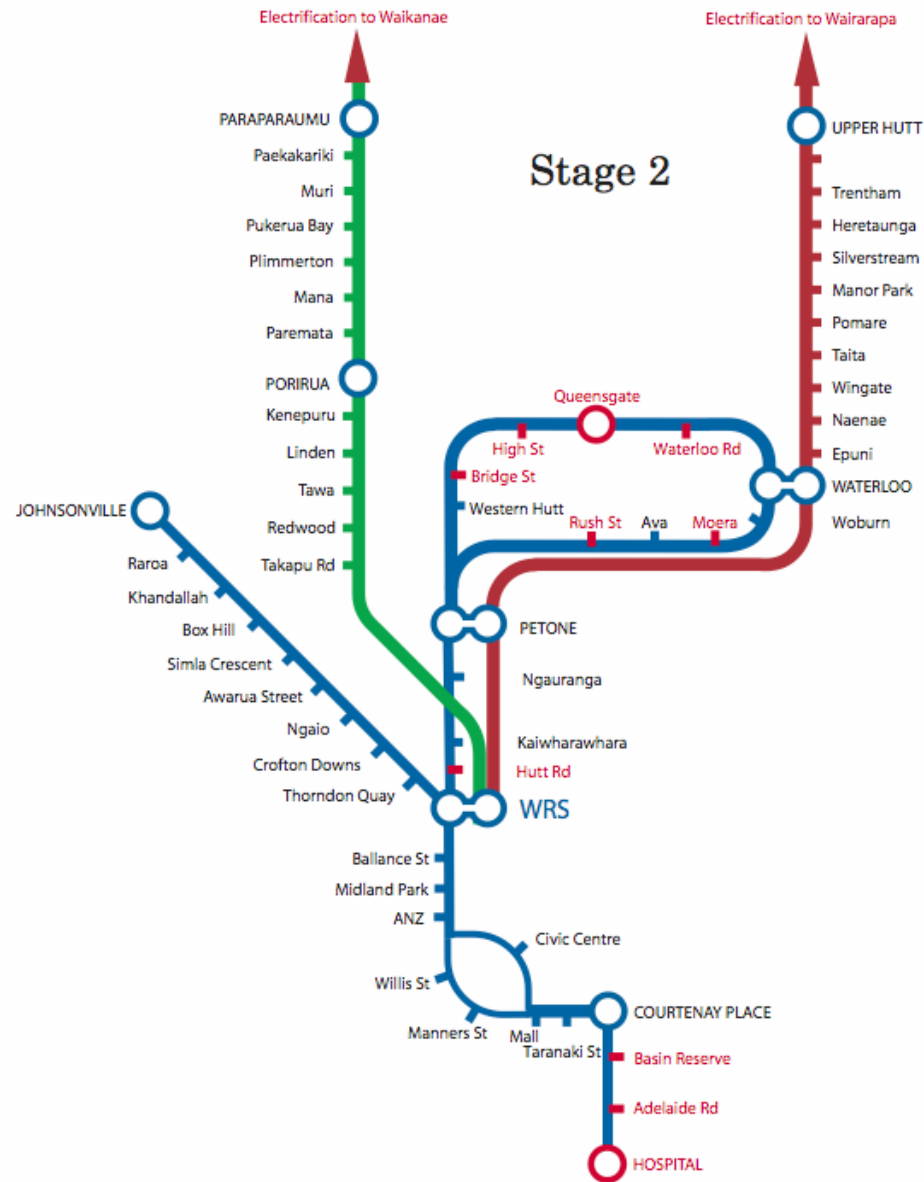 Electrification to Waikanae
Electrification to Wairarapa
Stage 2
PARAPARAUMU
Paekakariki
Muri
Pukerua Bay
Plimmerton
Mana
Paremata
PORIRUA
Kenepuru
Linden
Tawa
Redwood
Takapu Rd
UPPER HUTT
Trentham
Heretaunga
Silverstream
Manor Park
Pomare
Taita
Wingate
Naenae
Epuni
WATERLOO
Woburn
Queensgate
High St
Waterloo Rd
Bridge St
Western Hutt
Rush St
Ava
Moera
JOHNSONVILLE
Raroa
Khandallah
Box Hill
Simla Crescent
Awarua Street
Ngaio
Crofton Downs
Thorndon Quay
PETONE
Ngauranga
Kaiwharawhara
Hutt Rd
WRS
Ballance St
Midland Park
ANZ
Civic Centre
Willis St
Manners St
Mall
Taranaki St
COURTENAY PLACE
Basin Reserve
Adelaide Rd
HOSPITAL